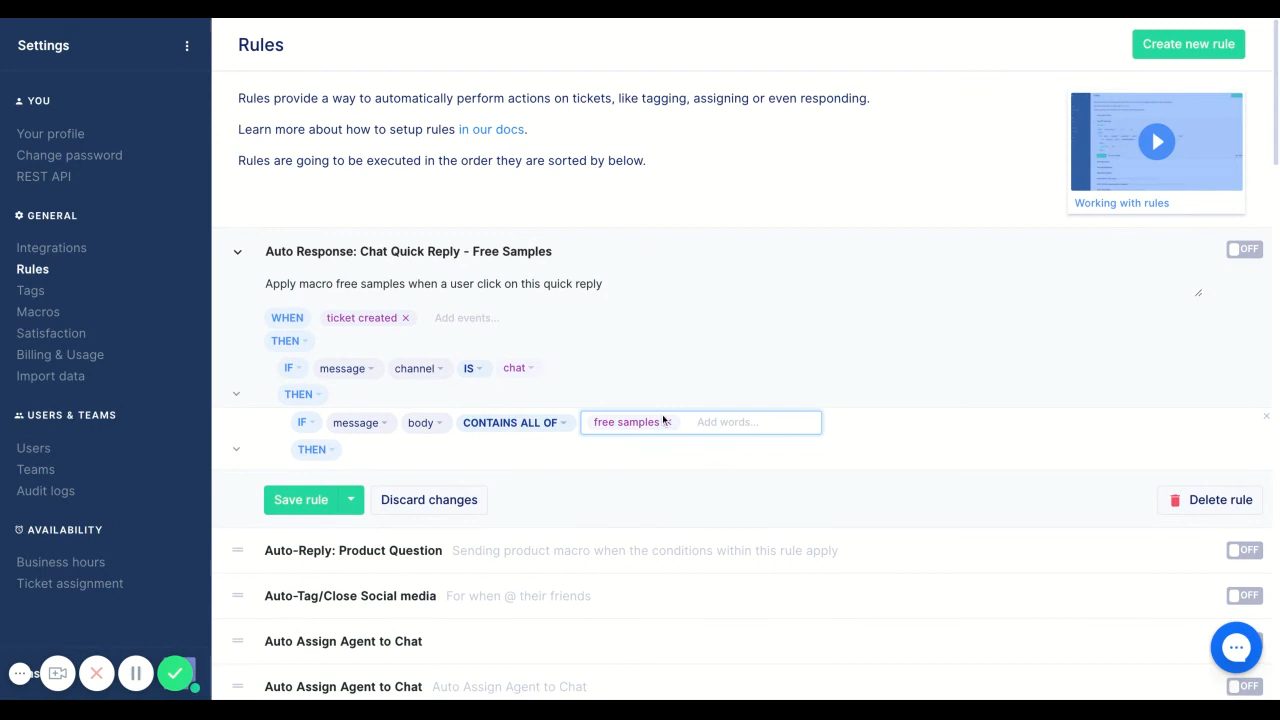 Settings
YOU
Your profile
Change password
REST API
GENERAL
Integrations
Rules
Tags
Macros
Satisfaction
Billing & Usage
Import data
USERS & TEAMS
Users
Teams
Audit logs
AVAILABILITY
Business hours
Ticket assignment
Rules
Create new rule
Rules provide a way to automatically perform actions on tickets, like tagging, assigning or even responding.
Learn more about how to setup rules in our docs.
Rules are going to be executed in the order they are sorted by below.
Working with rules
Auto Response: Chat Quick Reply - Free Samples OFF
Apply macro free samples when a user click on this quick reply
WHEN ticket created × Add events...
THEN
IF message channel IS chat
THEN
IF message body CONTAINS ALL OF free samples × Add words... ×
THEN
Save rule Discard changes Delete rule
Auto-Reply: Product Question Sending product macro when the conditions within this rule apply OFF
Auto-Tag/Close Social media For when @ their friends OFF
Auto Assign Agent to Chat
Auto Assign Agent to Chat Auto Assign Agent to Chat OFF